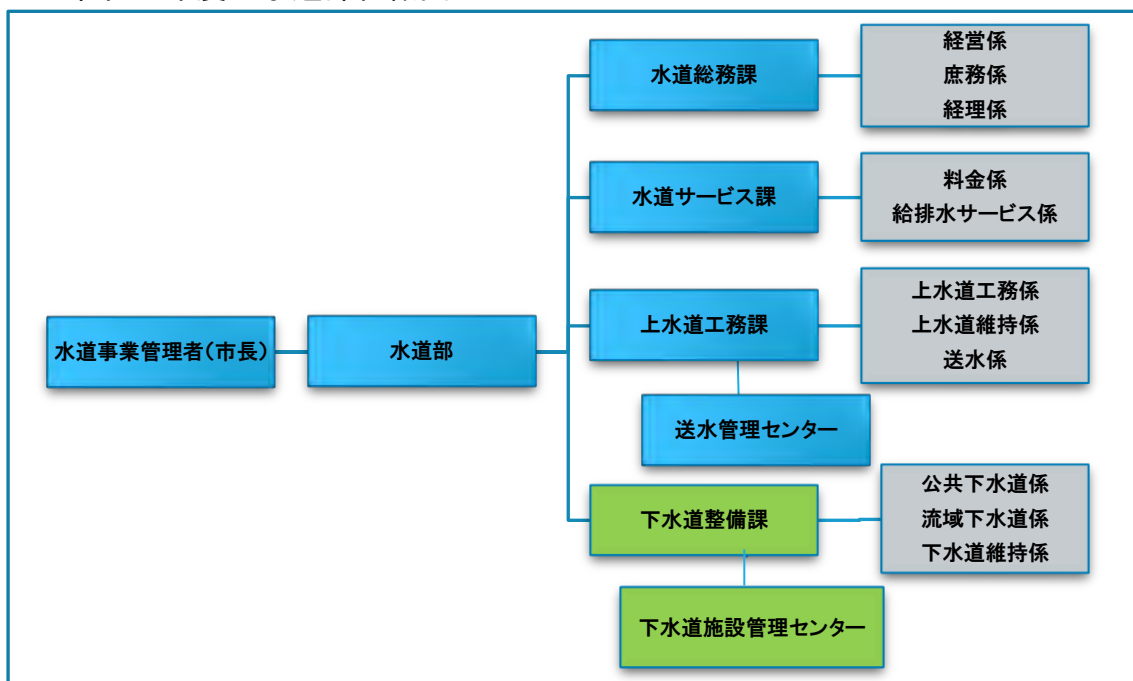 水道総務課
経営係
庶務係
経理係
水道サービス課
料金係
給排水サービス係
水道事業管理者(市長)
水道部
上水道工務課
上水道工務係
上水道維持係
送水係
送水管理センター
下水道整備課
公共下水道係
流域下水道係
下水道維持係
下水道施設管理センター